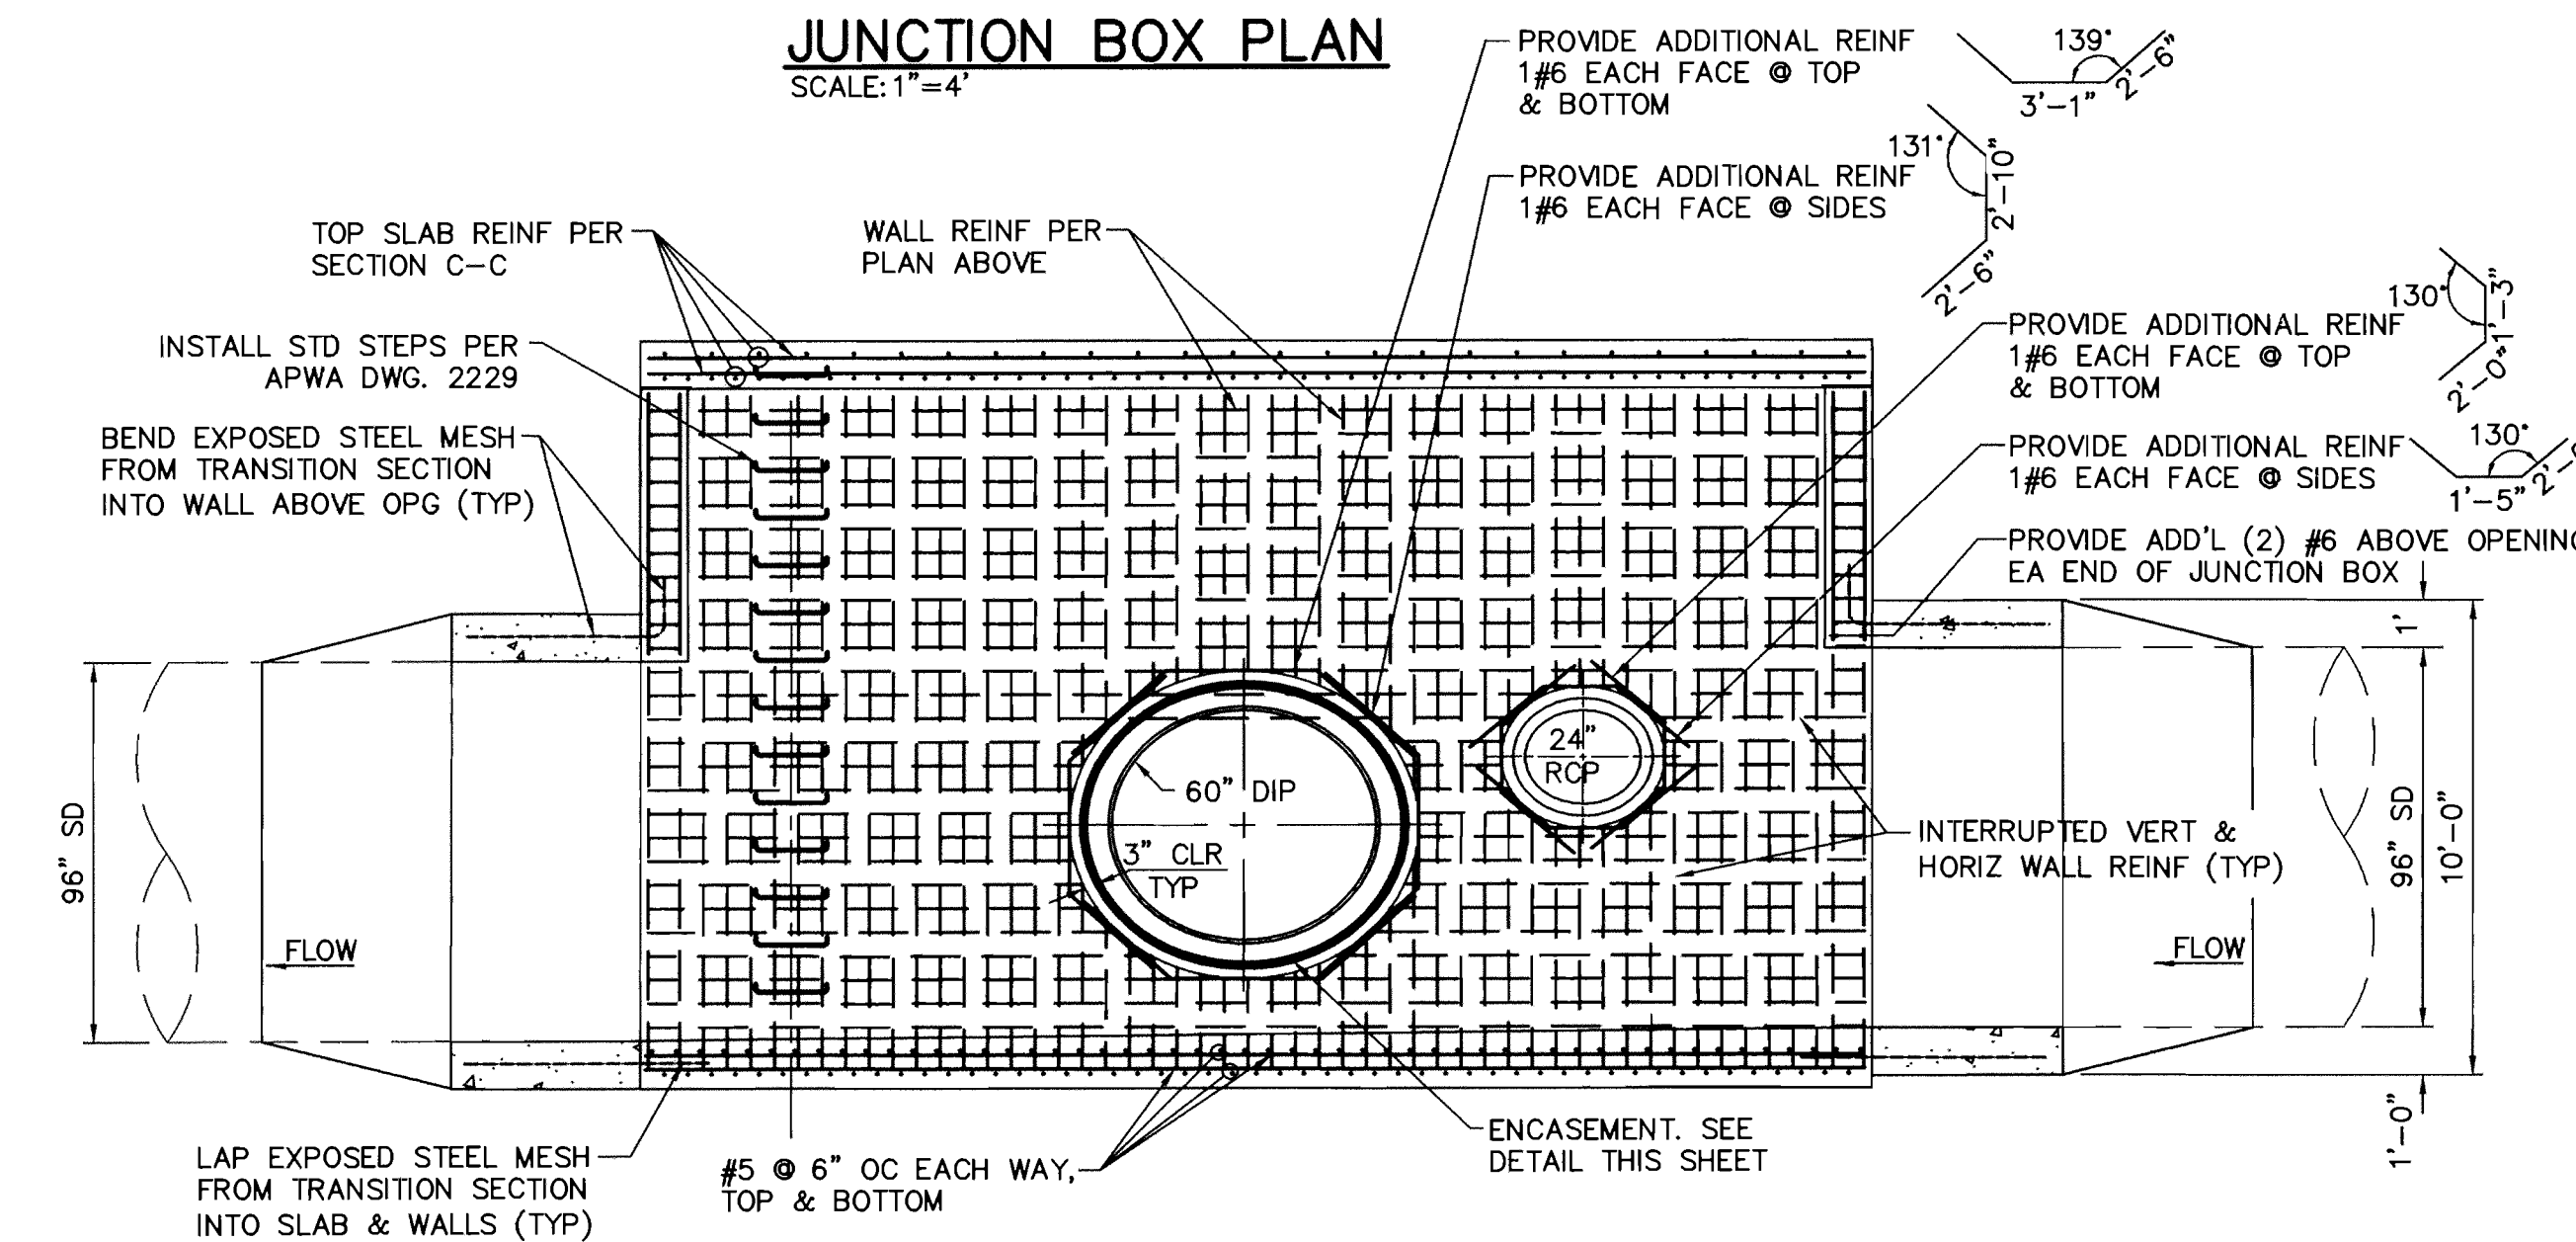 JUNCTION BOX PLAN
SCALE: 1"=4'
PROVIDE ADDITIONAL REINF
1#6 EACH FACE @ TOP
& BOTTOM
139°
2'-6"
3'-1"
PROVIDE ADDITIONAL REINF
1#6 EACH FACE @ SIDES
131°
2'-10"
2'-6"
TOP SLAB REINF PER
SECTION C-C
WALL REINF PER
PLAN ABOVE
INSTALL STD STEPS PER
APWA DWG. 2229
BEND EXPOSED STEEL MESH
FROM TRANSITION SECTION
INTO WALL ABOVE OPG (TYP)
PROVIDE ADDITIONAL REINF
1#6 EACH FACE @ TOP
& BOTTOM
130°
1'-3"
2'-0"
PROVIDE ADDITIONAL REINF
1#6 EACH FACE @ SIDES
130°
1'-5"
PROVIDE ADD'L (2) #6 ABOVE OPENING
EA END OF JUNCTION BOX
1'
24"
RCP
60" DIP
3" CLR
TYP
96" SD
FLOW
INTERRUPTED VERT &
HORIZ WALL REINF (TYP)
96" SD
10'-0"
FLOW
1'-0"
ENCASEMENT. SEE
DETAIL THIS SHEET
#5 @ 6" OC EACH WAY,
TOP & BOTTOM
LAP EXPOSED STEEL MESH
FROM TRANSITION SECTION
INTO SLAB & WALLS (TYP)